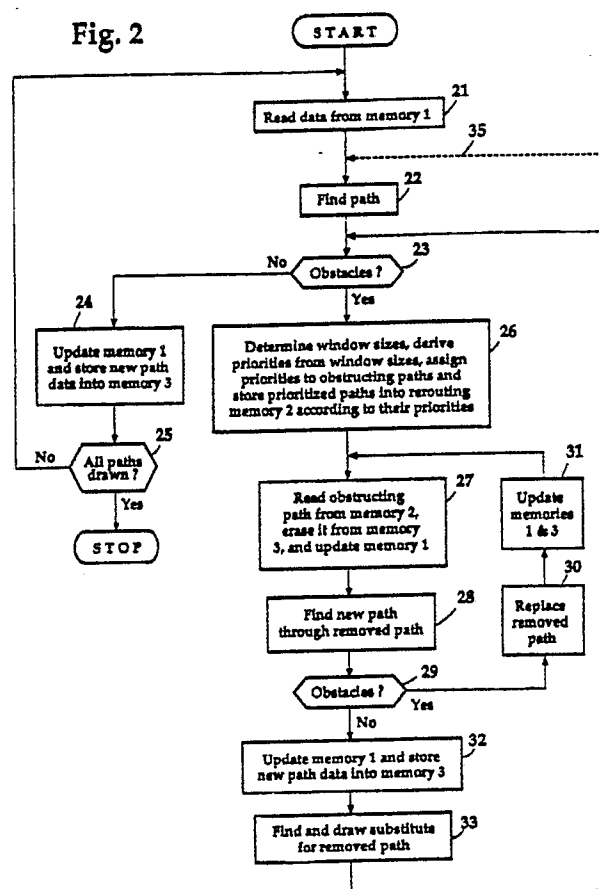 Fig. 2
START
21
Read data from memory 1
35
22
Find path
23
Obstacles ?
No
Yes
24
Update memory 1
and store new path
data into memory 3
25
All paths
drawn ?
No
Yes
STOP
26
Determine window sizes, derive
priorities from window sizes, assign
priorities to obstructing paths and
store prioritized paths into rerouting
memory 2 according to their priorities
27
Read obstructing
path from memory 2,
erase it from memory
3, and update memory 1
31
Update
memories
1 & 3
30
Replace
removed
path
28
Find new path
through removed path
29
Obstacles ?
Yes
No
32
Update memory 1 and store
new path data into memory 3
33
Find and draw substitute
for removed path